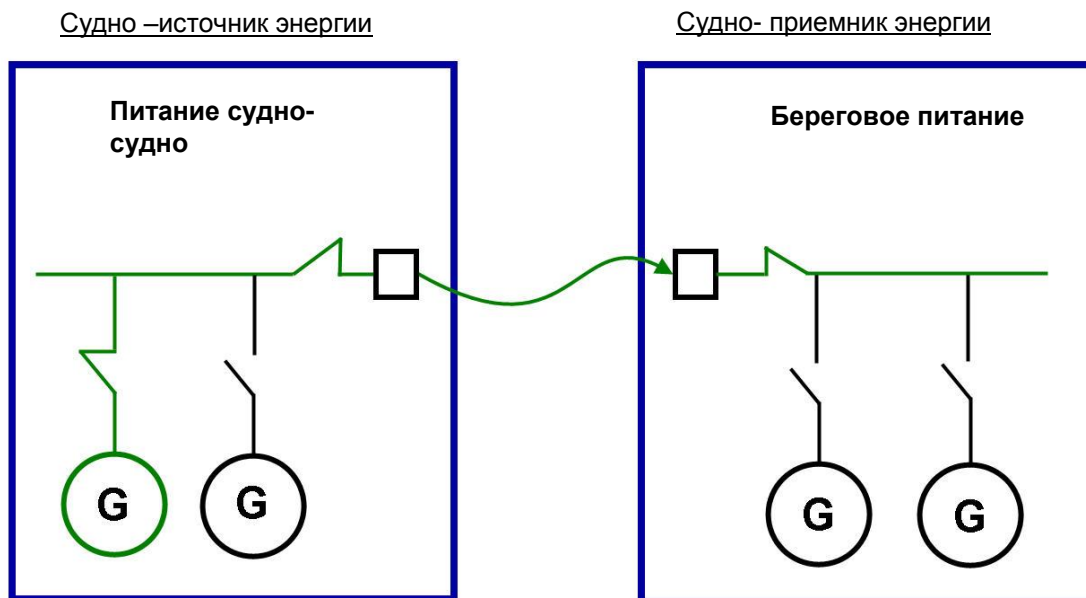 Судно –источник энергии
Судно- приемник энергии
Питание судно-
судно
Береговое питание
G
G
G
G